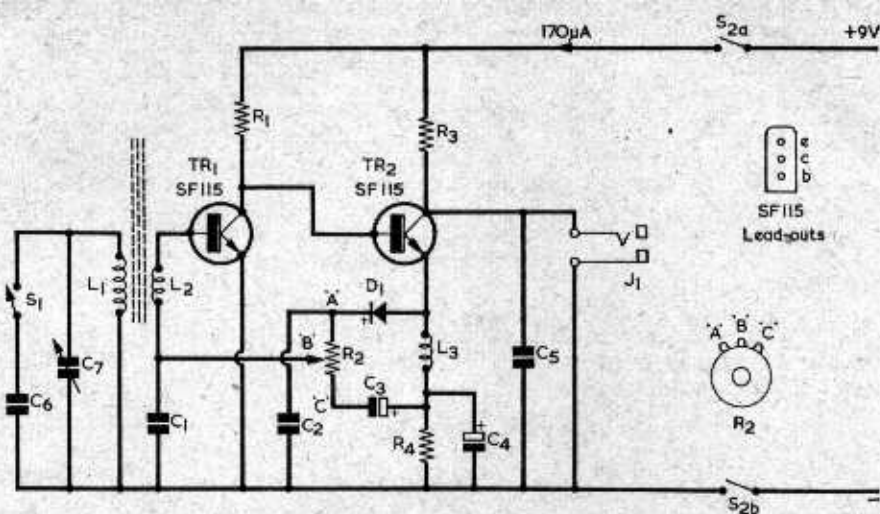 170µA
S2a
+9V
R1
R3
TR1
SF115
TR2
SF115
e
c
b
SF115
Lead-outs
L1
L2
S1
C7
C6
'A'
D1
+
'B'
R2
L3
C5
J1
'C'
C3
+
C1
C2
R4
+
C4
'A'
'B'
'C'
R2
S2b
−